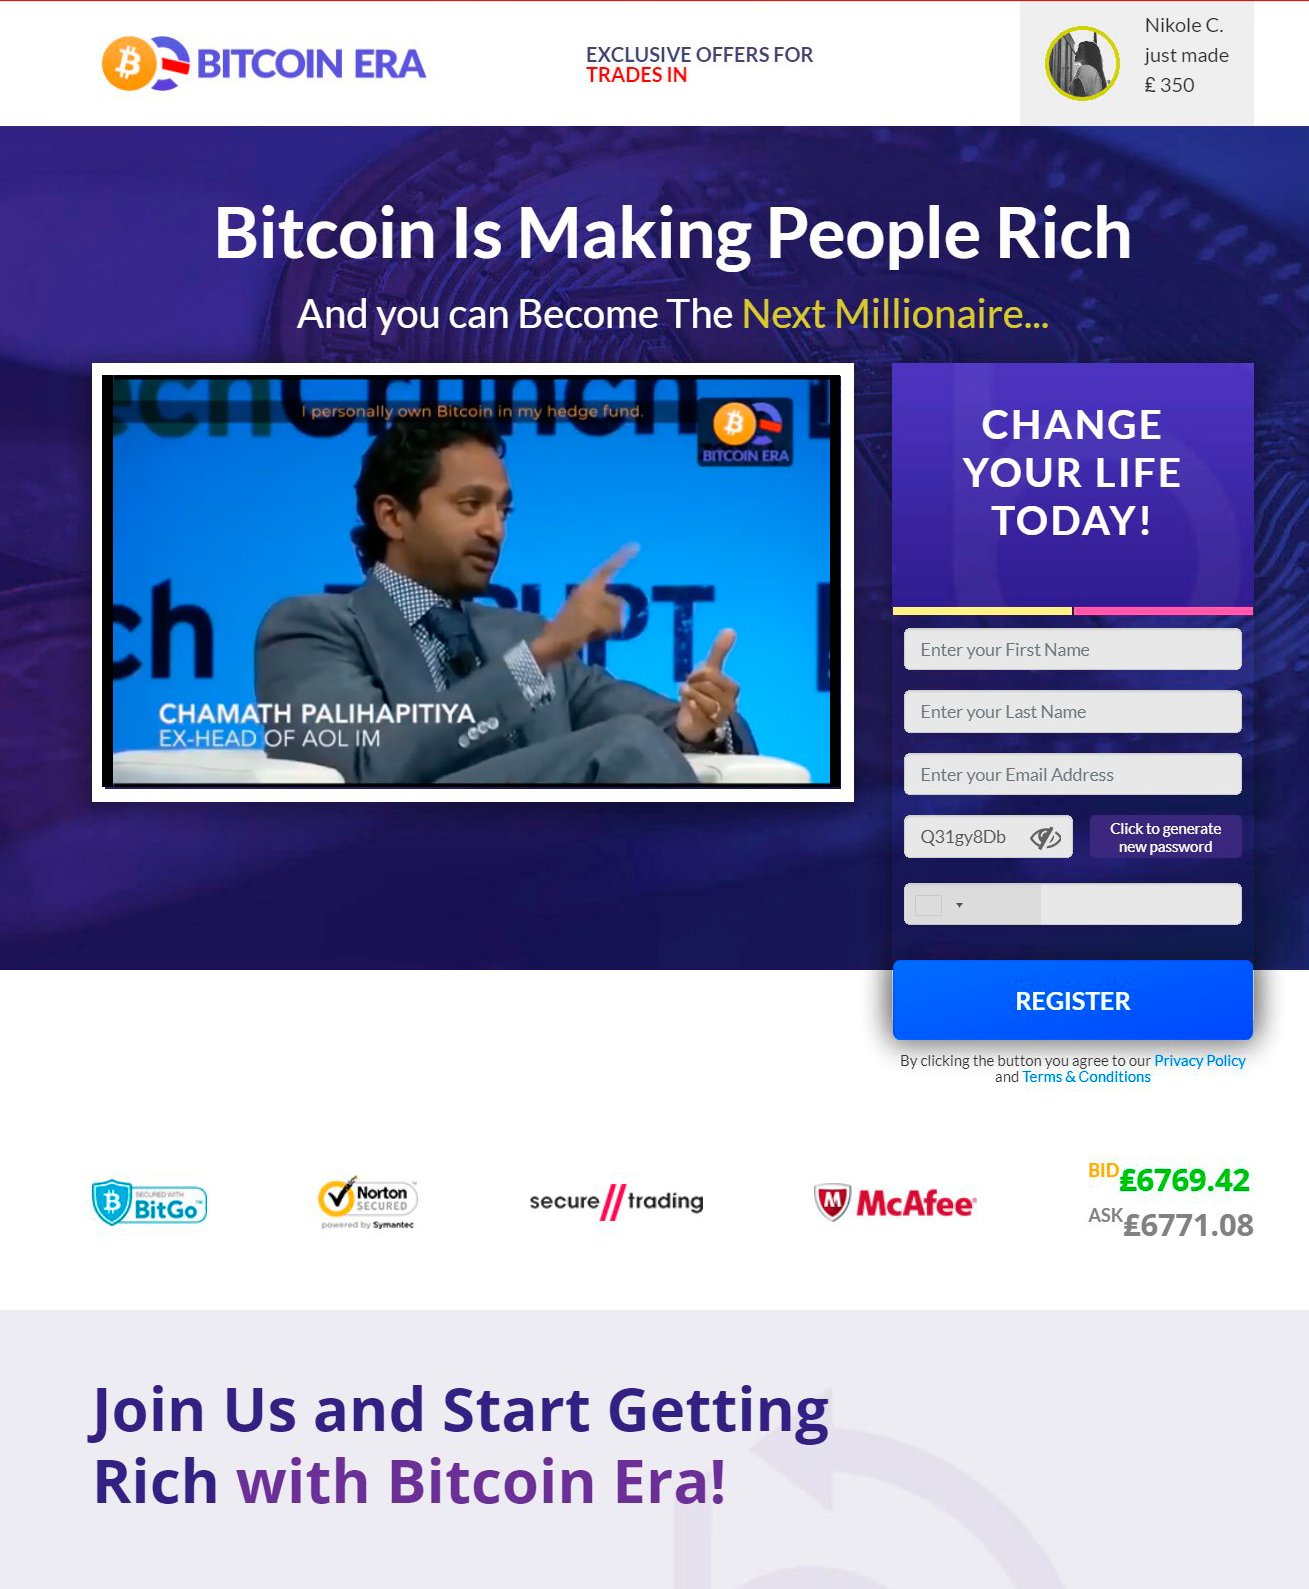 BITCOIN ERA
EXCLUSIVE OFFERS FOR
TRADES IN
Nikole C.
just made
₤ 350
Bitcoin Is Making People Rich
And you can Become The Next Millionaire...
echCrunch
I personally own Bitcoin in my hedge fund.
BITCOIN ERA
ch
CHAMATH PALIHAPITIYA
EX-HEAD OF AOL IM
CHANGE
YOUR LIFE
TODAY!
Enter your First Name
Enter your Last Name
Enter your Email Address
Q31gy8Db
Click to generate
new password
REGISTER
By clicking the button you agree to our Privacy Policy
and Terms & Conditions
SECURED WITH
BitGo™
Norton
SECURED
powered by Symantec
secure//trading
McAfee
BID ₤6769.42
ASK ₤6771.08
Join Us and Start Getting
Rich with Bitcoin Era!